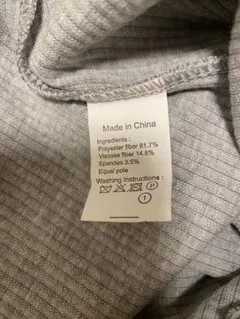 Made in China
Ingredients :
Polyester fiber 81.7%
Viscose fiber 14.8%
Spandex 3.5%
Equal pole
Washing Instructions :